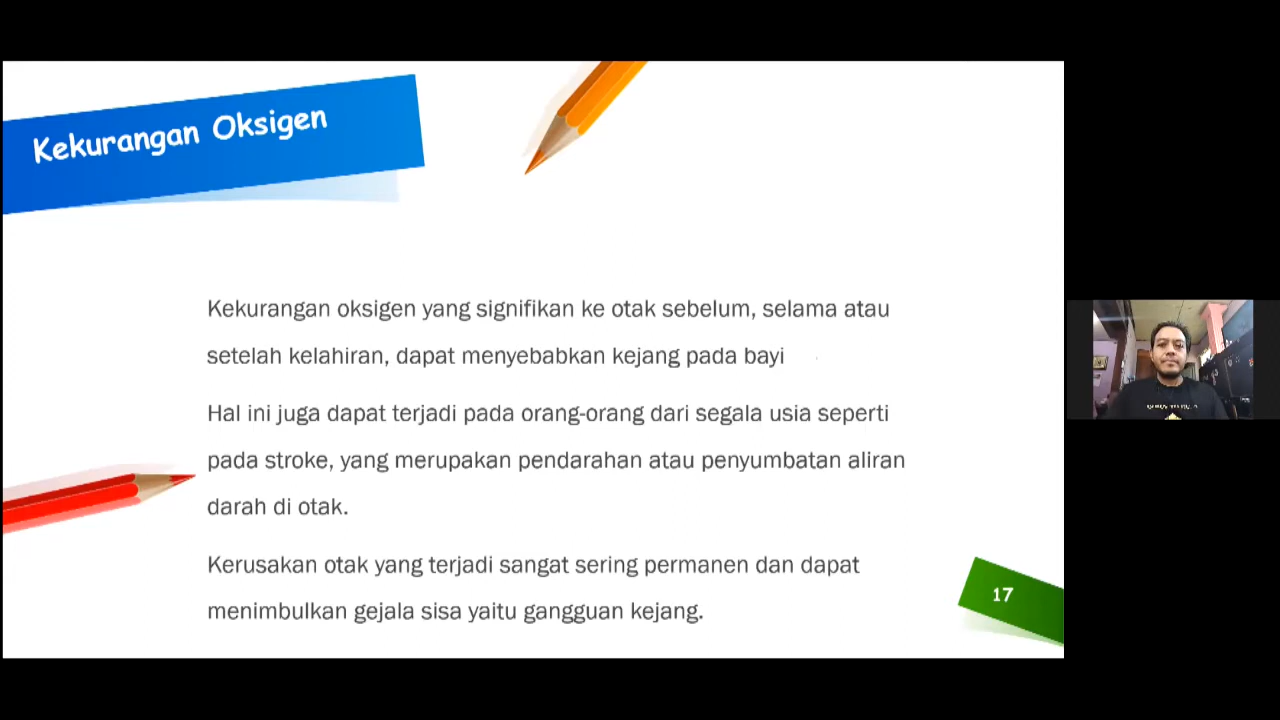 Kekurangan Oksigen
Kekurangan oksigen yang signifikan ke otak sebelum, selama atau
setelah kelahiran, dapat menyebabkan kejang pada bayi
Hal ini juga dapat terjadi pada orang-orang dari segala usia seperti
pada stroke, yang merupakan pendarahan atau penyumbatan aliran
darah di otak.
Kerusakan otak yang terjadi sangat sering permanen dan dapat
menimbulkan gejala sisa yaitu gangguan kejang.
17